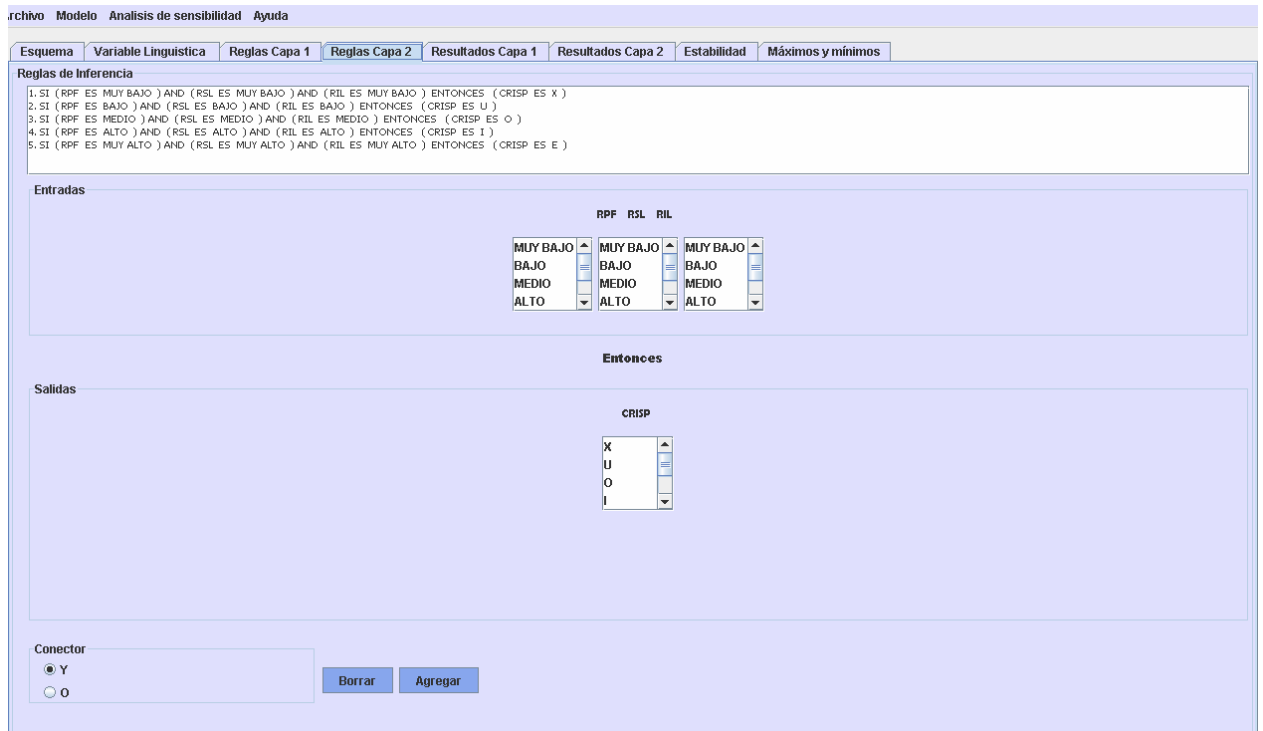 rchivo Modelo Analisis de sensibilidad Ayuda
Esquema Variable Linguistica Reglas Capa 1 Reglas Capa 2 Resultados Capa 1 Resultados Capa 2 Estabilidad Máximos y mínimos
Reglas de Inferencia
1.SI (RPF ES MUY BAJO ) AND (RSL ES MUY BAJO ) AND (RIL ES MUY BAJO ) ENTONCES (CRISP ES X )
2.SI (RPF ES BAJO ) AND (RSL ES BAJO ) AND (RIL ES BAJO ) ENTONCES (CRISP ES U )
3.SI (RPF ES MEDIO ) AND (RSL ES MEDIO ) AND (RIL ES MEDIO ) ENTONCES (CRISP ES O )
4.SI (RPF ES ALTO ) AND (RSL ES ALTO ) AND (RIL ES ALTO ) ENTONCES (CRISP ES I )
5.SI (RPF ES MUY ALTO ) AND (RSL ES MUY ALTO ) AND (RIL ES MUY ALTO ) ENTONCES (CRISP ES E )
Entradas
RPF RSL RIL
MUY BAJO MUY BAJO MUY BAJO
BAJO BAJO BAJO
MEDIO MEDIO MEDIO
ALTO ALTO ALTO
Entonces
Salidas
CRISP
X
U
O
I
Conector
Y
O
Borrar Agregar